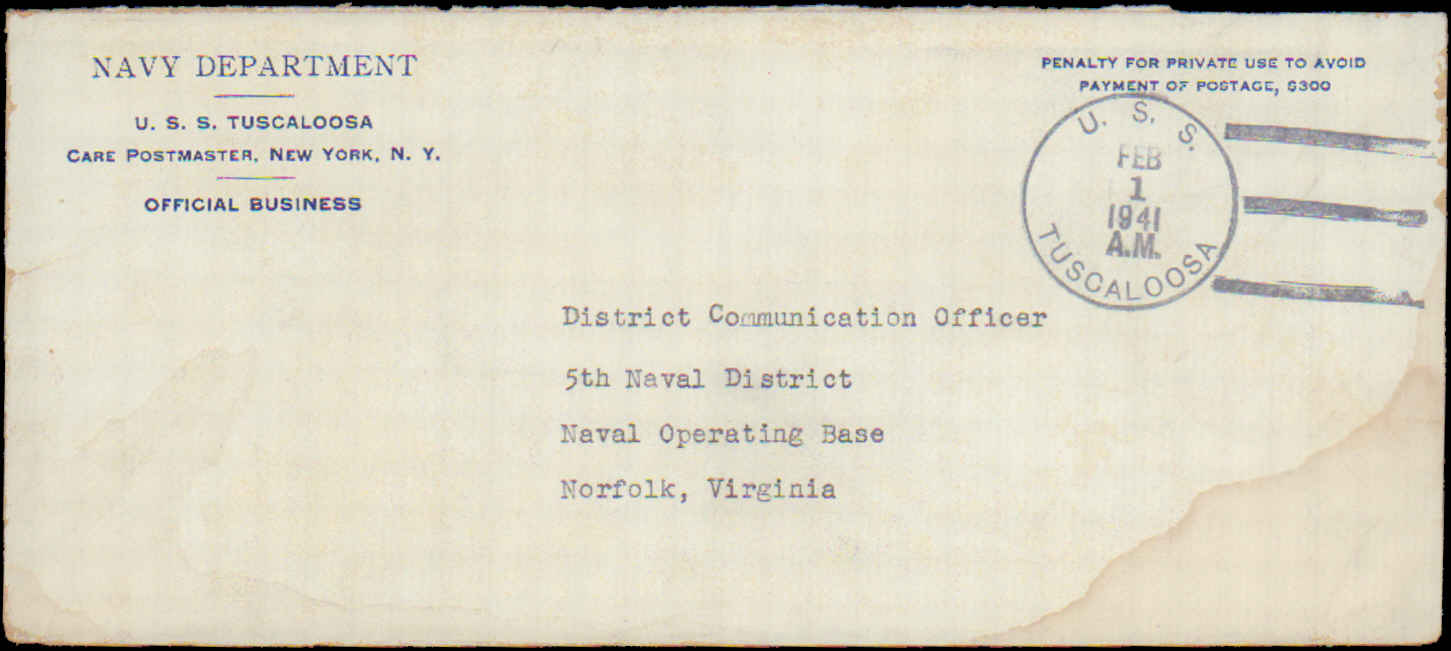 NAVY DEPARTMENT
U. S. S. TUSCALOOSA
CARE POSTMASTER, NEW YORK, N. Y.
OFFICIAL BUSINESS
PENALTY FOR PRIVATE USE TO AVOID
PAYMENT OF POSTAGE, $300
U. S. S.
FEB
1
1941
A.M.
TUSCALOOSA
District Communication Officer
5th Naval District
Naval Operating Base
Norfolk, Virginia